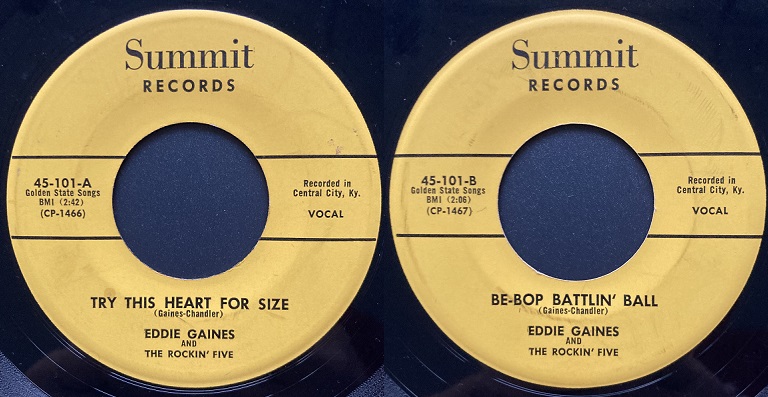 Summit
RECORDS
45-101-A
Golden State Songs
BMI (2:42)
(CP-1466)
Recorded in
Central City, Ky.
VOCAL
TRY THIS HEART FOR SIZE
(Gaines-Chandler)
EDDIE GAINES
AND
THE ROCKIN' FIVE
Summit
RECORDS
45-101-B
Golden State Songs
BMI (2:06)
(CP-1467)
Recorded in
Central City, Ky.
VOCAL
BE-BOP BATTLIN' BALL
(Gaines-Chandler)
EDDIE GAINES
AND
THE ROCKIN' FIVE